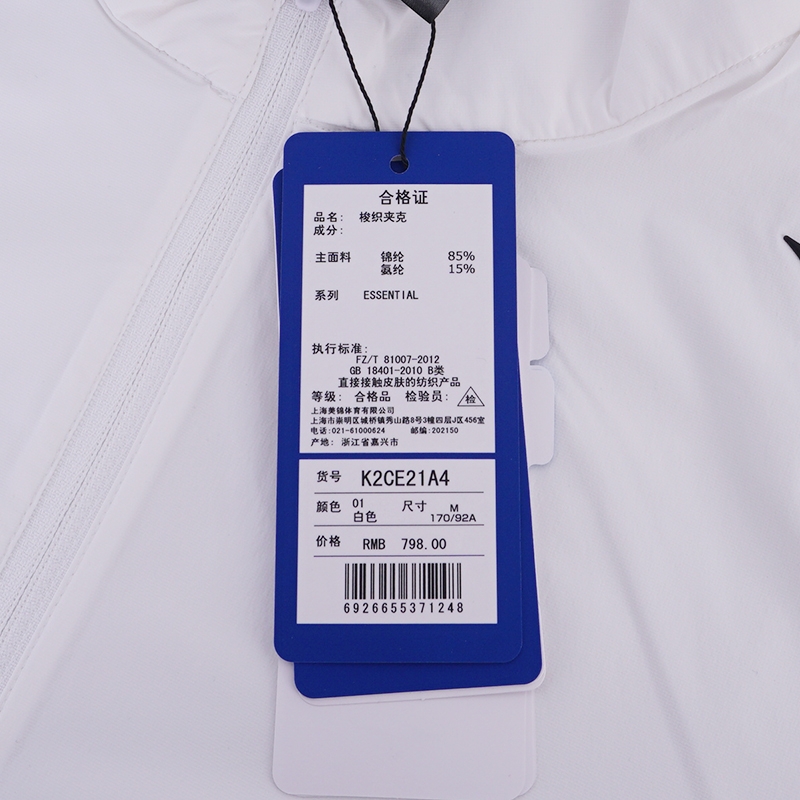 合格证
品名: 梭织夹克
成分:
主面料 锦纶 85%
氨纶 15%
系列 ESSENTIAL
执行标准:
FZ/T 81007-2012
GB 18401-2010 B类
直接接触皮肤的纺织产品
等级: 合格品 检验员: 检
上海美锦体育有限公司
上海市崇明区城桥镇秀山路8号3幢四层J区456室
电话:021-61000624 邮编:202150
产地: 浙江省嘉兴市
货号 K2CE21A4
颜色 01 白色 尺寸 M 170/92A
价格 RMB 798.00
6926655371248